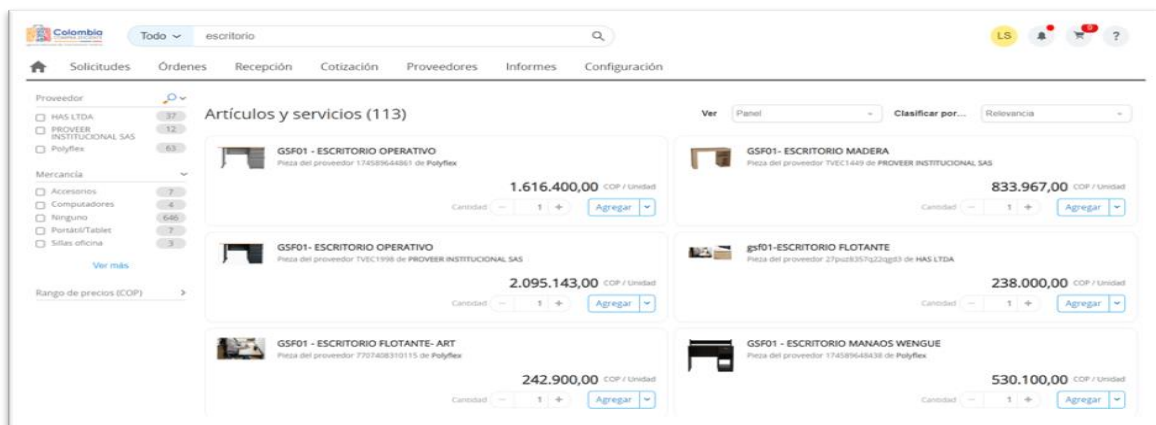 Colombia
Todo
escritorio
LS
9
?
Solicitudes Órdenes Recepción Cotización Proveedores Informes Configuración
Proveedor
HAS LTDA 37
PROVEER INSTITUCIONAL SAS 12
Polyflex 63
Mercancía
Accesorios 7
Computadores 4
Ninguno 646
Portátil/Tablet 7
Sillas oficina 3
Ver más
Rango de precios (COP)
Artículos y servicios (113)
Ver Panel Clasificar por... Relevancia
GSF01 - ESCRITORIO OPERATIVO
Pieza del proveedor 174589644861 de Polyflex
1.616.400,00 COP / Unidad
Cantidad − 1 + Agregar
GSF01- ESCRITORIO MADERA
Pieza del proveedor TVEC1449 de PROVEER INSTITUCIONAL SAS
833.967,00 COP / Unidad
Cantidad − 1 + Agregar
GSF01- ESCRITORIO OPERATIVO
Pieza del proveedor TVEC1998 de PROVEER INSTITUCIONAL SAS
2.095.143,00 COP / Unidad
Cantidad − 1 + Agregar
gsf01-ESCRITORIO FLOTANTE
Pieza del proveedor 27puz8357q22qgd3 de HAS LTDA
238.000,00 COP / Unidad
Cantidad − 1 + Agregar
GSF01 - ESCRITORIO FLOTANTE- ART
Pieza del proveedor 7707408310115 de Polyflex
242.900,00 COP / Unidad
Cantidad − 1 + Agregar
GSF01 - ESCRITORIO MANAOS WENGUE
Pieza del proveedor 174589648438 de Polyflex
530.100,00 COP / Unidad
Cantidad − 1 + Agregar